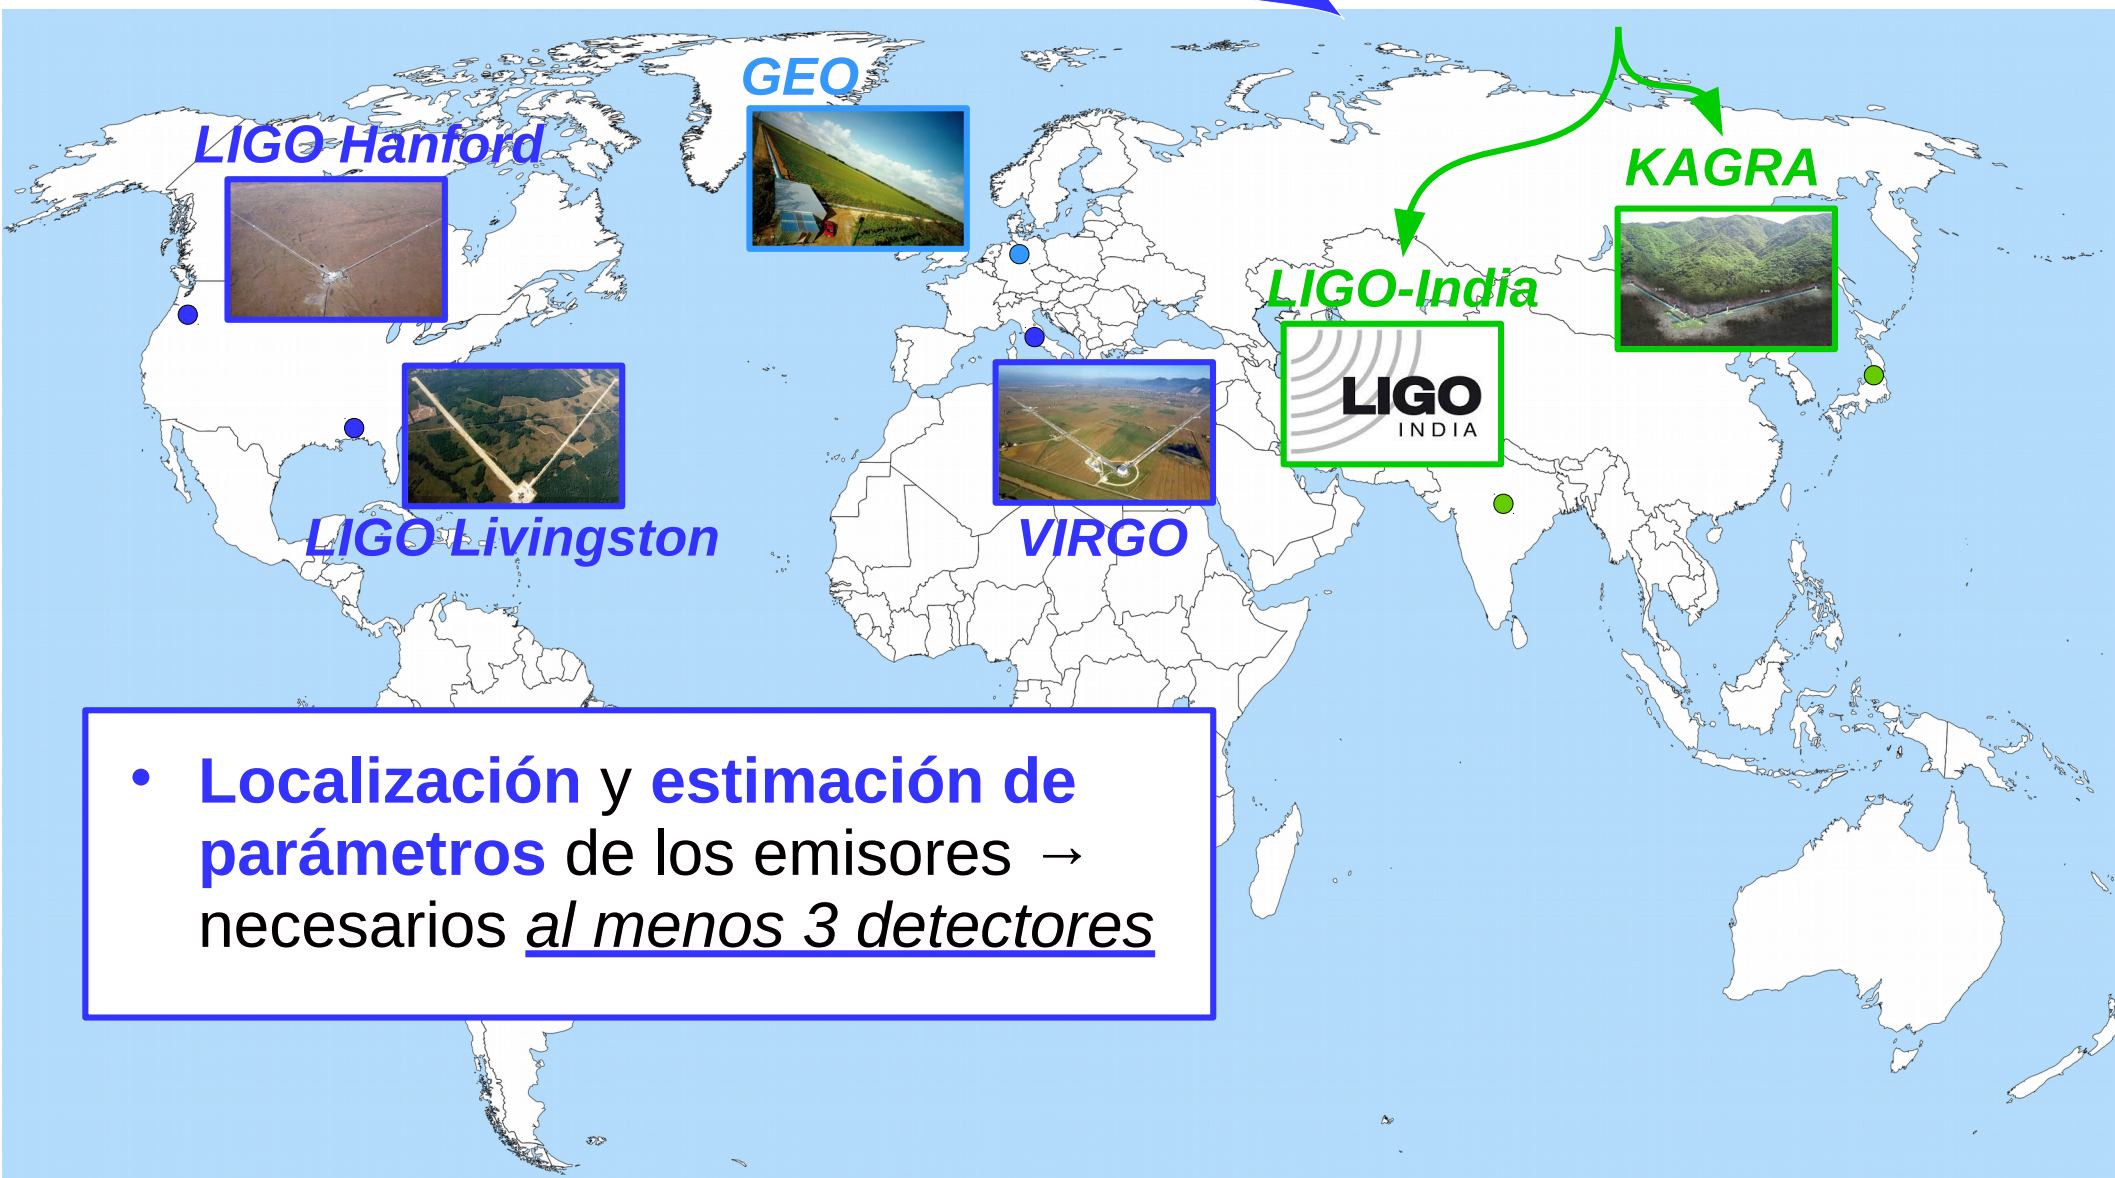 GEO
LIGO Hanford
KAGRA
LIGO-India
LIGO
INDIA
LIGO Livingston
VIRGO
• Localización y estimación de
parámetros de los emisores →
necesarios al menos 3 detectores